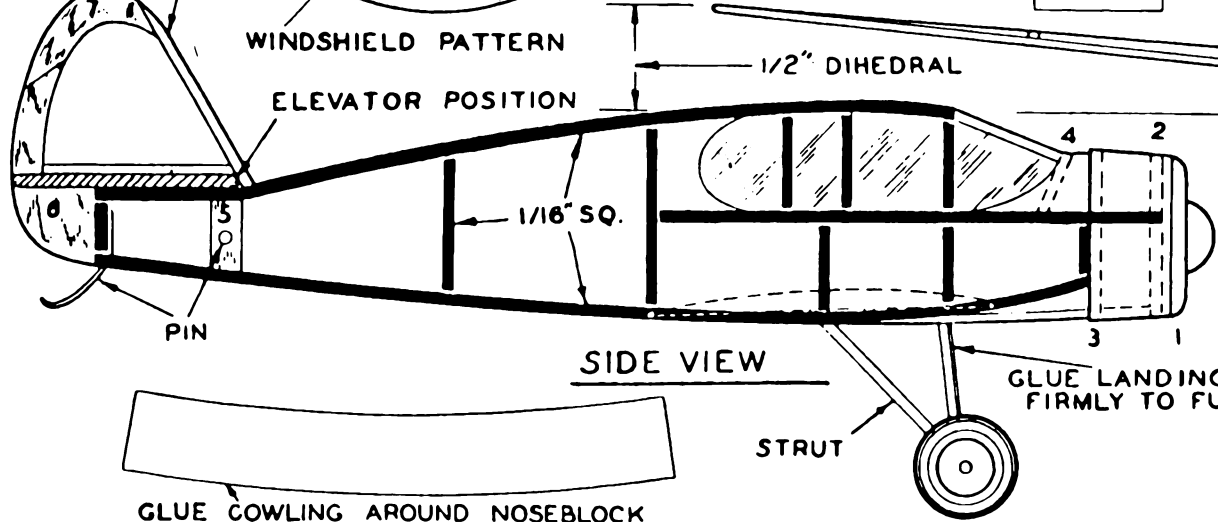 WINDSHIELD PATTERN
1/2" DIHEDRAL
ELEVATOR POSITION
4
2
6
5
1/16" SQ.
PIN
3
1
SIDE VIEW
GLUE LANDING
FIRMLY TO
STRUT
GLUE COWLING AROUND NOSEBLOCK